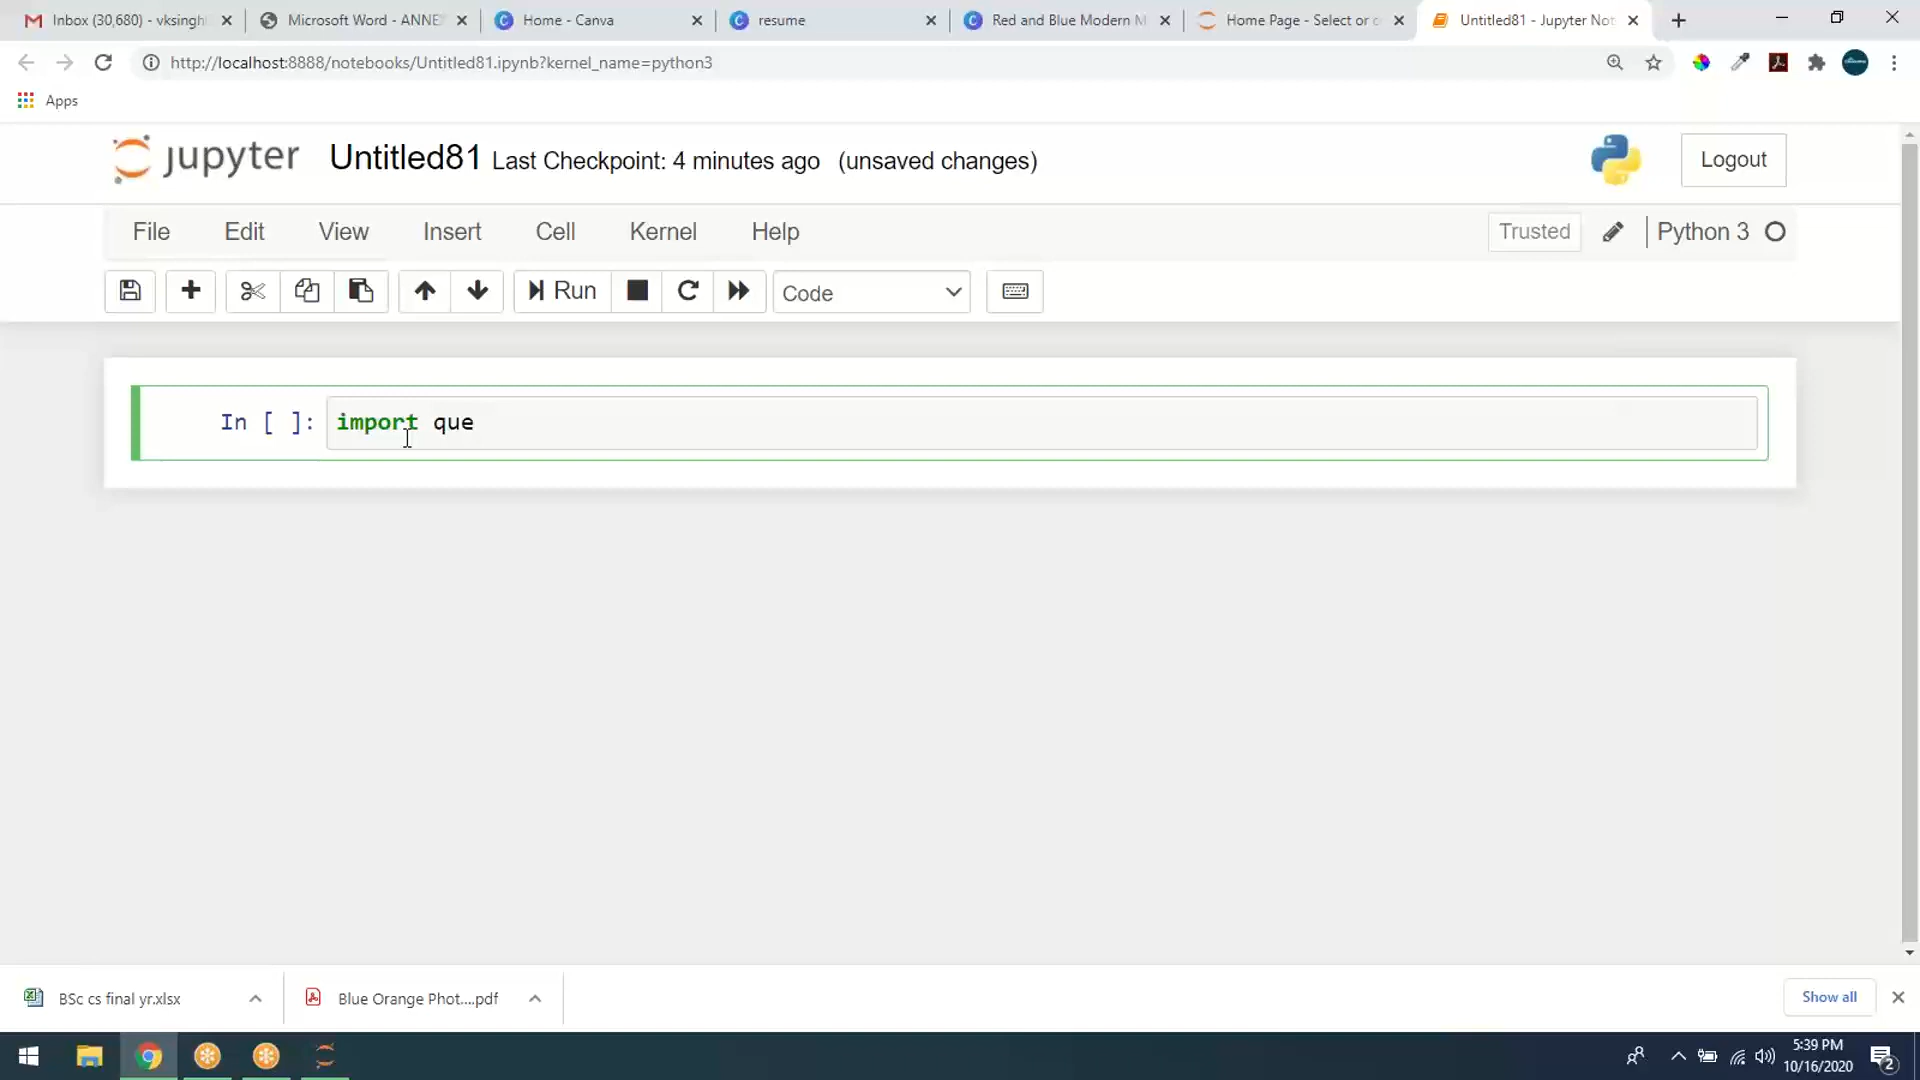 Inbox (30,680) - vksingh
Microsoft Word - ANNE
Home - Canva
resume
Red and Blue Modern
Home Page - Select or c
Untitled81 - Jupyter Not
http://localhost:8888/notebooks/Untitled81.ipynb?kernel_name=python3
Apps
jupyter Untitled81 Last Checkpoint: 4 minutes ago (unsaved changes)
Logout
File Edit View Insert Cell Kernel Help
Trusted
Python 3
Run
Code
In [ ]: import que
BSc cs final yr.xlsx
Blue Orange Phot....pdf
Show all
5:39 PM
10/16/2020
2